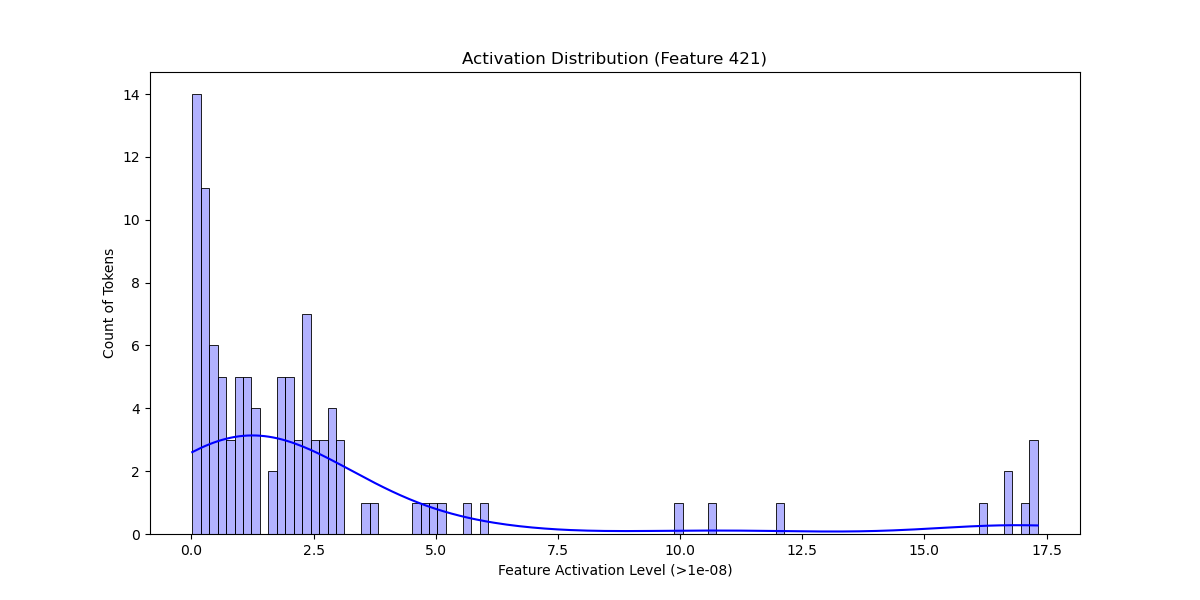 Activation Distribution (Feature 421)
14
12
10
8
6
4
2
0
Count of Tokens
0.0 2.5 5.0 7.5 10.0 12.5 15.0 17.5
Feature Activation Level (>1e-08)